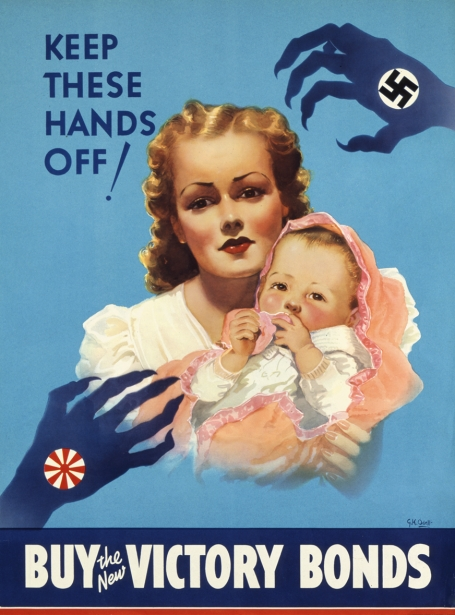 KEEP
THESE
HANDS
OFF!
BUY the New VICTORY BONDS